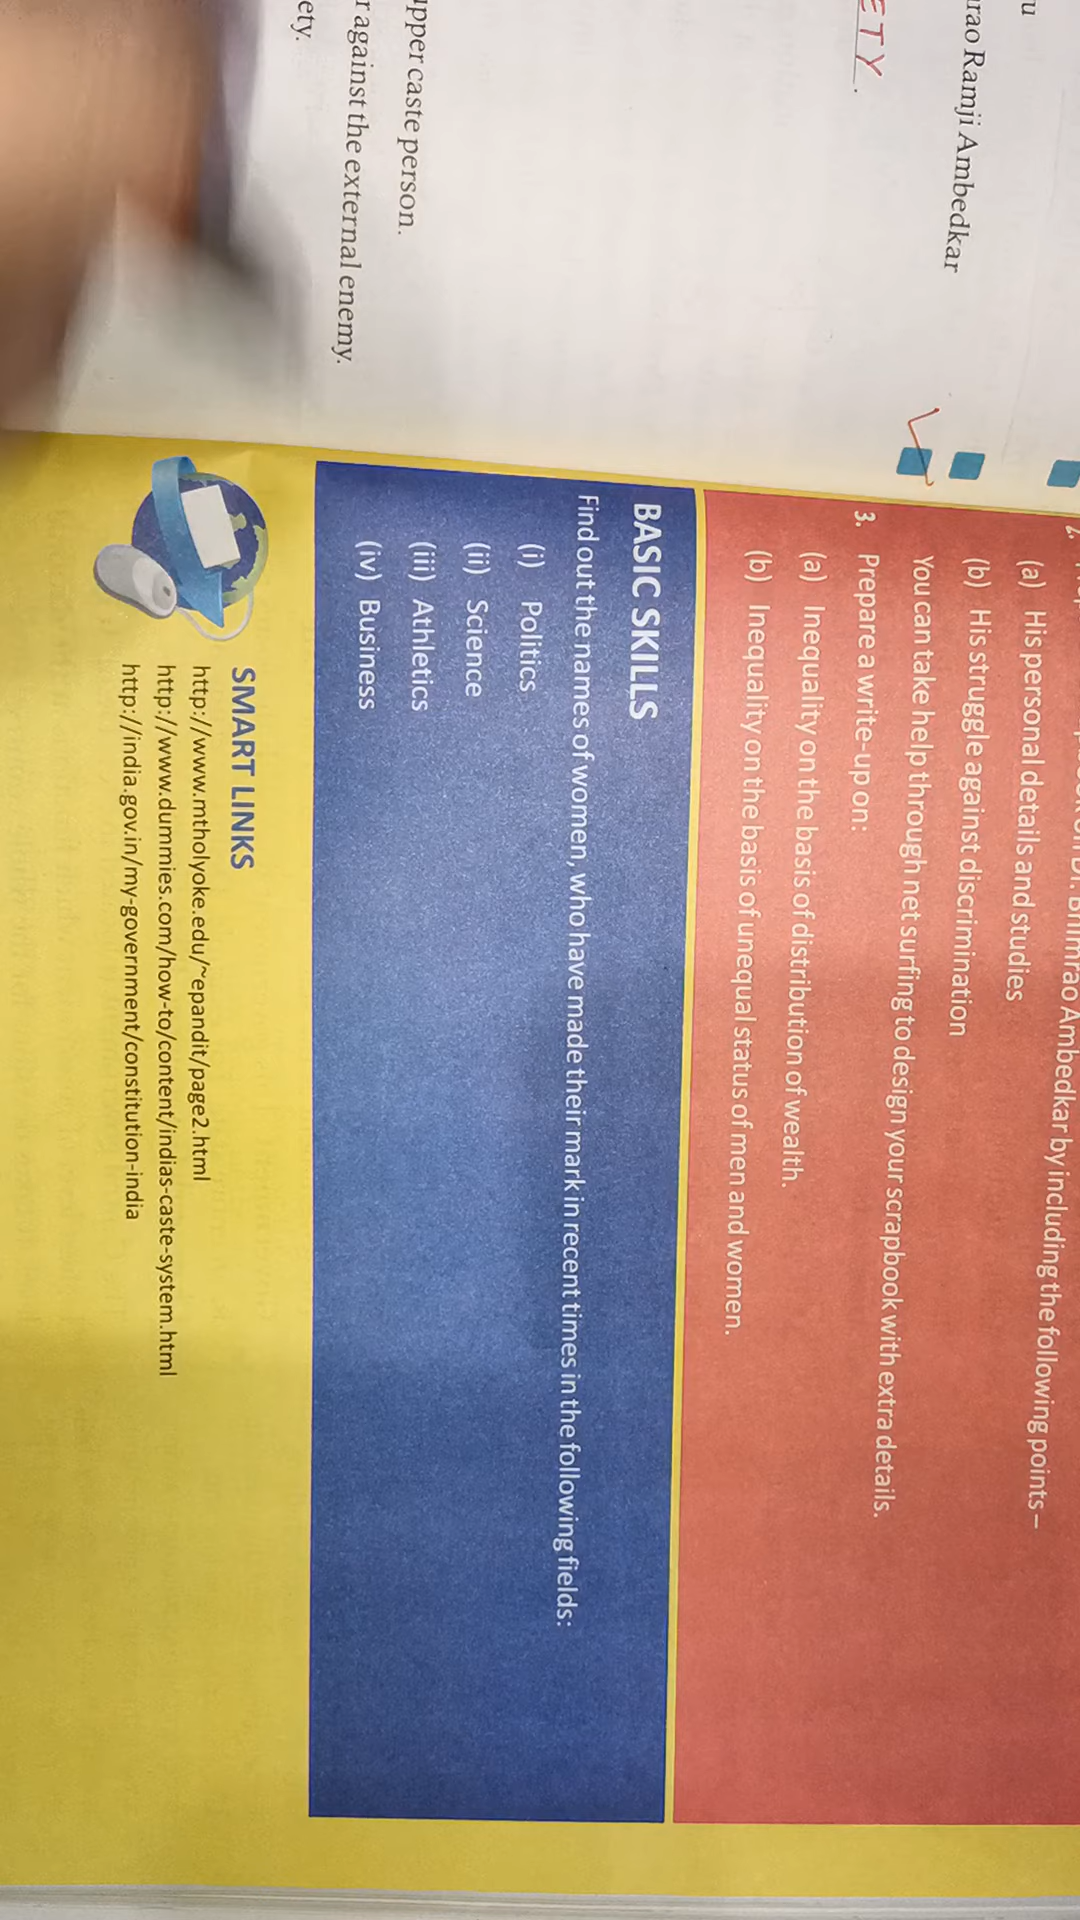 ru
rao Ramji Ambedkar
ETY.
upper caste person.
r against the external enemy.
ety.
2.
Ambedkar by including the following points –
(a) His personal details and studies
(b) His struggle against discrimination
You can take help through net surfing to design your scrapbook with extra details.
3. Prepare a write-up on:
(a) Inequality on the basis of distribution of wealth.
(b) Inequality on the basis of unequal status of men and women.
BASIC SKILLS
Find out the names of women, who have made their mark in recent times in the following fields:
(i) Politics
(ii) Science
(iii) Athletics
(iv) Business
SMART LINKS
http://www.mtholyoke.edu/~epandit/page2.html
http://www.dummies.com/how-to/content/indias-caste-system.html
http://india.gov.in/my-government/constitution-india